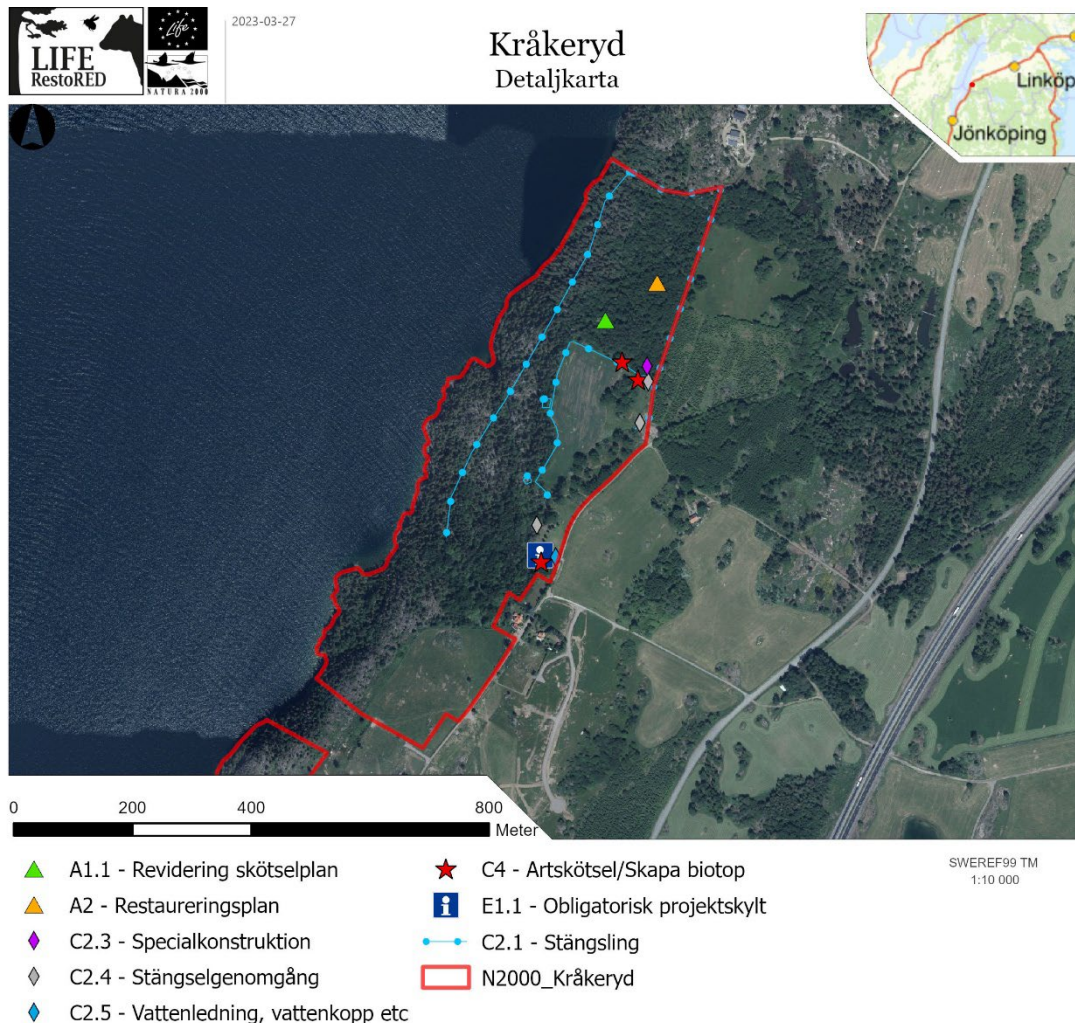 LIFE
RestoRED
Life
NATURA 2000
2023-03-27
Kråkeryd
Detaljkarta
Linköp
Jönköping
0 200 400 800
Meter
A1.1 - Revidering skötselplan
A2 - Restaureringsplan
C2.3 - Specialkonstruktion
C2.4 - Stängselgenomgång
C2.5 - Vattenledning, vattenkopp etc
C4 - Artskötsel/Skapa biotop
E1.1 - Obligatorisk projektskylt
C2.1 - Stängsling
N2000_Kråkeryd
SWEREF99 TM
1:10 000